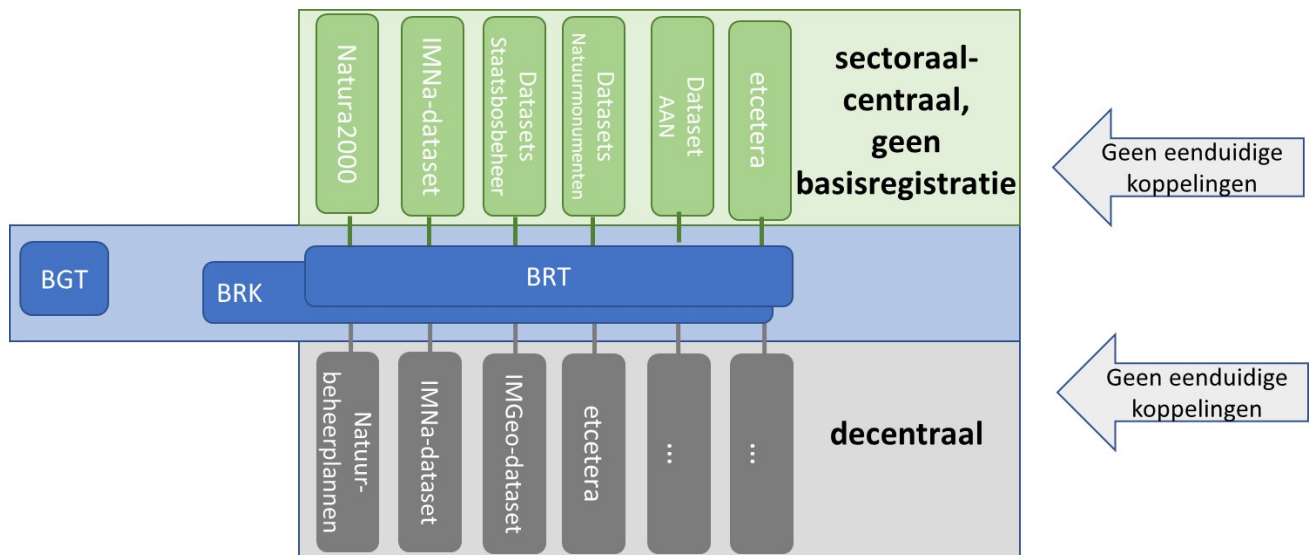 Natura2000
IMNa-dataset
Datasets
Staatsbosbeheer
Datasets
Natuurmonumenten
Dataset
AAN
etcetera
sectoraal-
centraal,
geen
basisregistratie
Geen eenduidige
koppelingen
BGT
BRK
BRT
Natuur-
beheerplannen
IMNa-dataset
IMGeo-dataset
etcetera
...
...
decentraal
Geen eenduidige
koppelingen